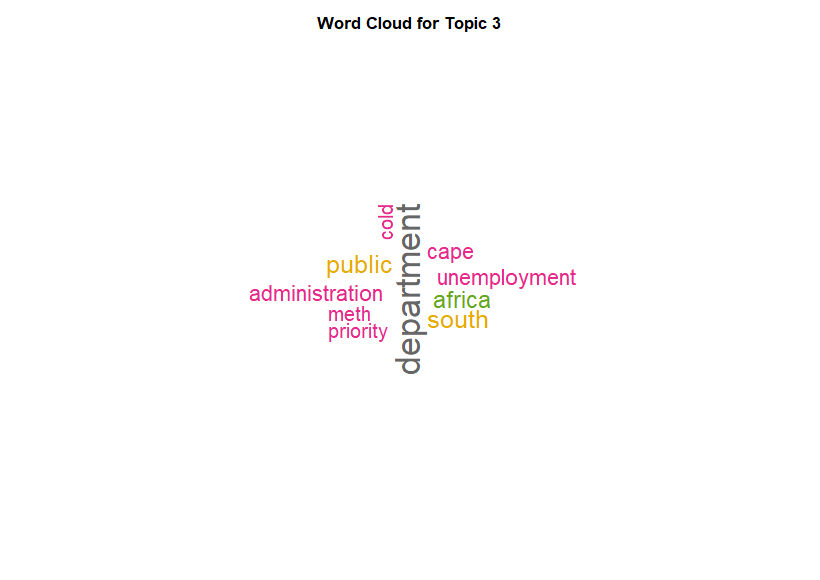 Word Cloud for Topic 3
cold
department
cape
public
unemployment
administration
africa
meth
south
priority